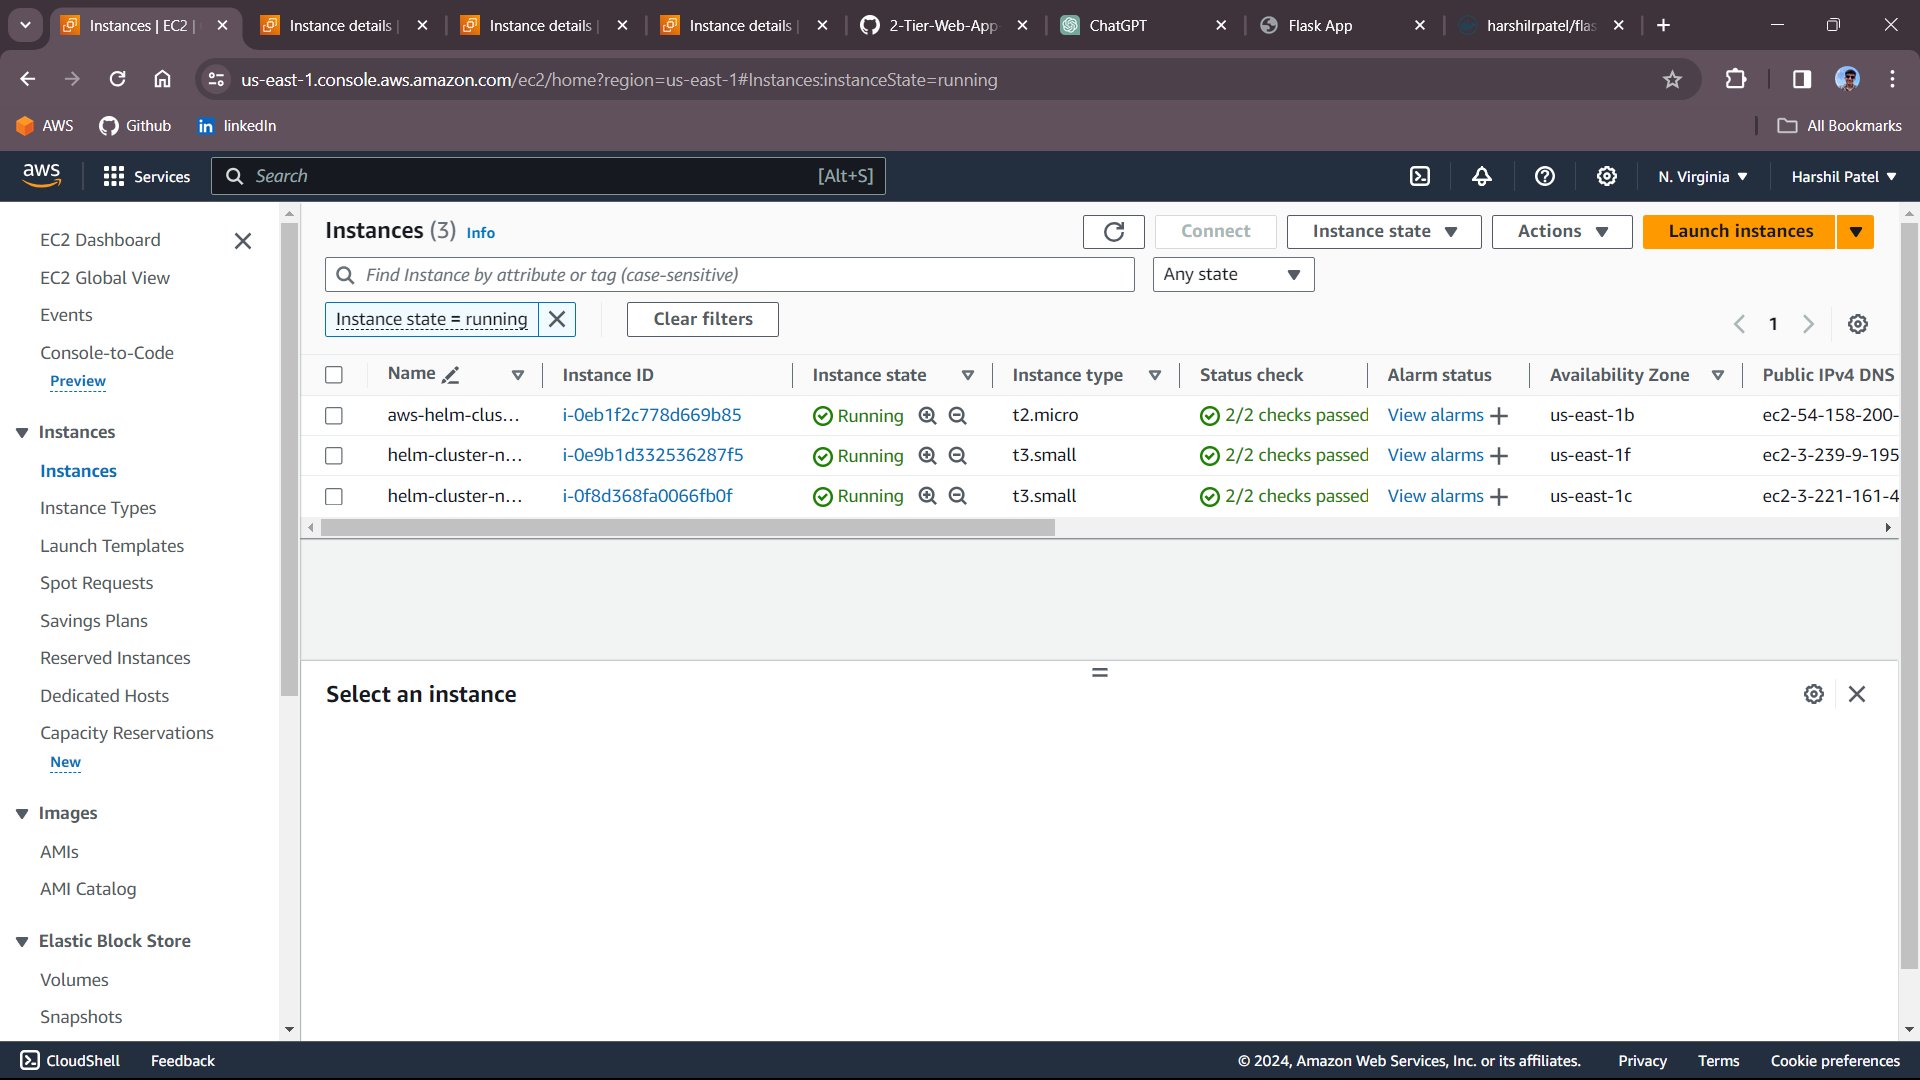 Instances | EC2 |
Instance details |
Instance details |
Instance details |
2-Tier-Web-App-
ChatGPT
Flask App
harshilrpatel/flas
us-east-1.console.aws.amazon.com/ec2/home?region=us-east-1#Instances:instanceState=running
AWS
Github
linkedIn
All Bookmarks
aws
Services
Search
[Alt+S]
N. Virginia
Harshil Patel
EC2 Dashboard
EC2 Global View
Events
Console-to-Code
Preview
Instances
Instances
Instance Types
Launch Templates
Spot Requests
Savings Plans
Reserved Instances
Dedicated Hosts
Capacity Reservations
New
Images
AMIs
AMI Catalog
Elastic Block Store
Volumes
Snapshots
Instances (3) Info
Connect
Instance state
Actions
Launch instances
Find Instance by attribute or tag (case-sensitive)
Any state
Instance state = running
Clear filters
1
Name Instance ID Instance state Instance type Status check Alarm status Availability Zone Public IPv4 DNS
aws-helm-clus... i-0eb1f2c778d669b85 Running t2.micro 2/2 checks passed View alarms us-east-1b ec2-54-158-200-
helm-cluster-n... i-0e9b1d332536287f5 Running t3.small 2/2 checks passed View alarms us-east-1f ec2-3-239-9-195
helm-cluster-n... i-0f8d368fa0066fb0f Running t3.small 2/2 checks passed View alarms us-east-1c ec2-3-221-161-4
Select an instance
CloudShell
Feedback
© 2024, Amazon Web Services, Inc. or its affiliates.
Privacy
Terms
Cookie preferences